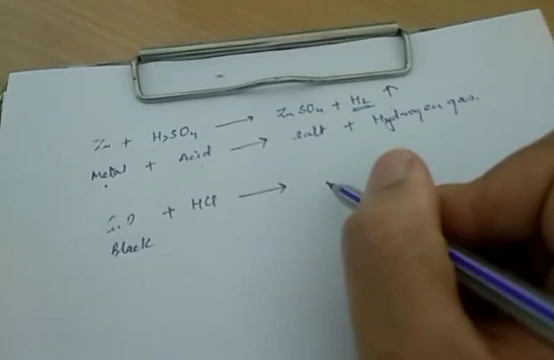 Zn + H₂SO₄ → ZnSO₄ + H₂ ↑
Metal + Acid → salt + Hydrogen gas.
+ HCl →
Black